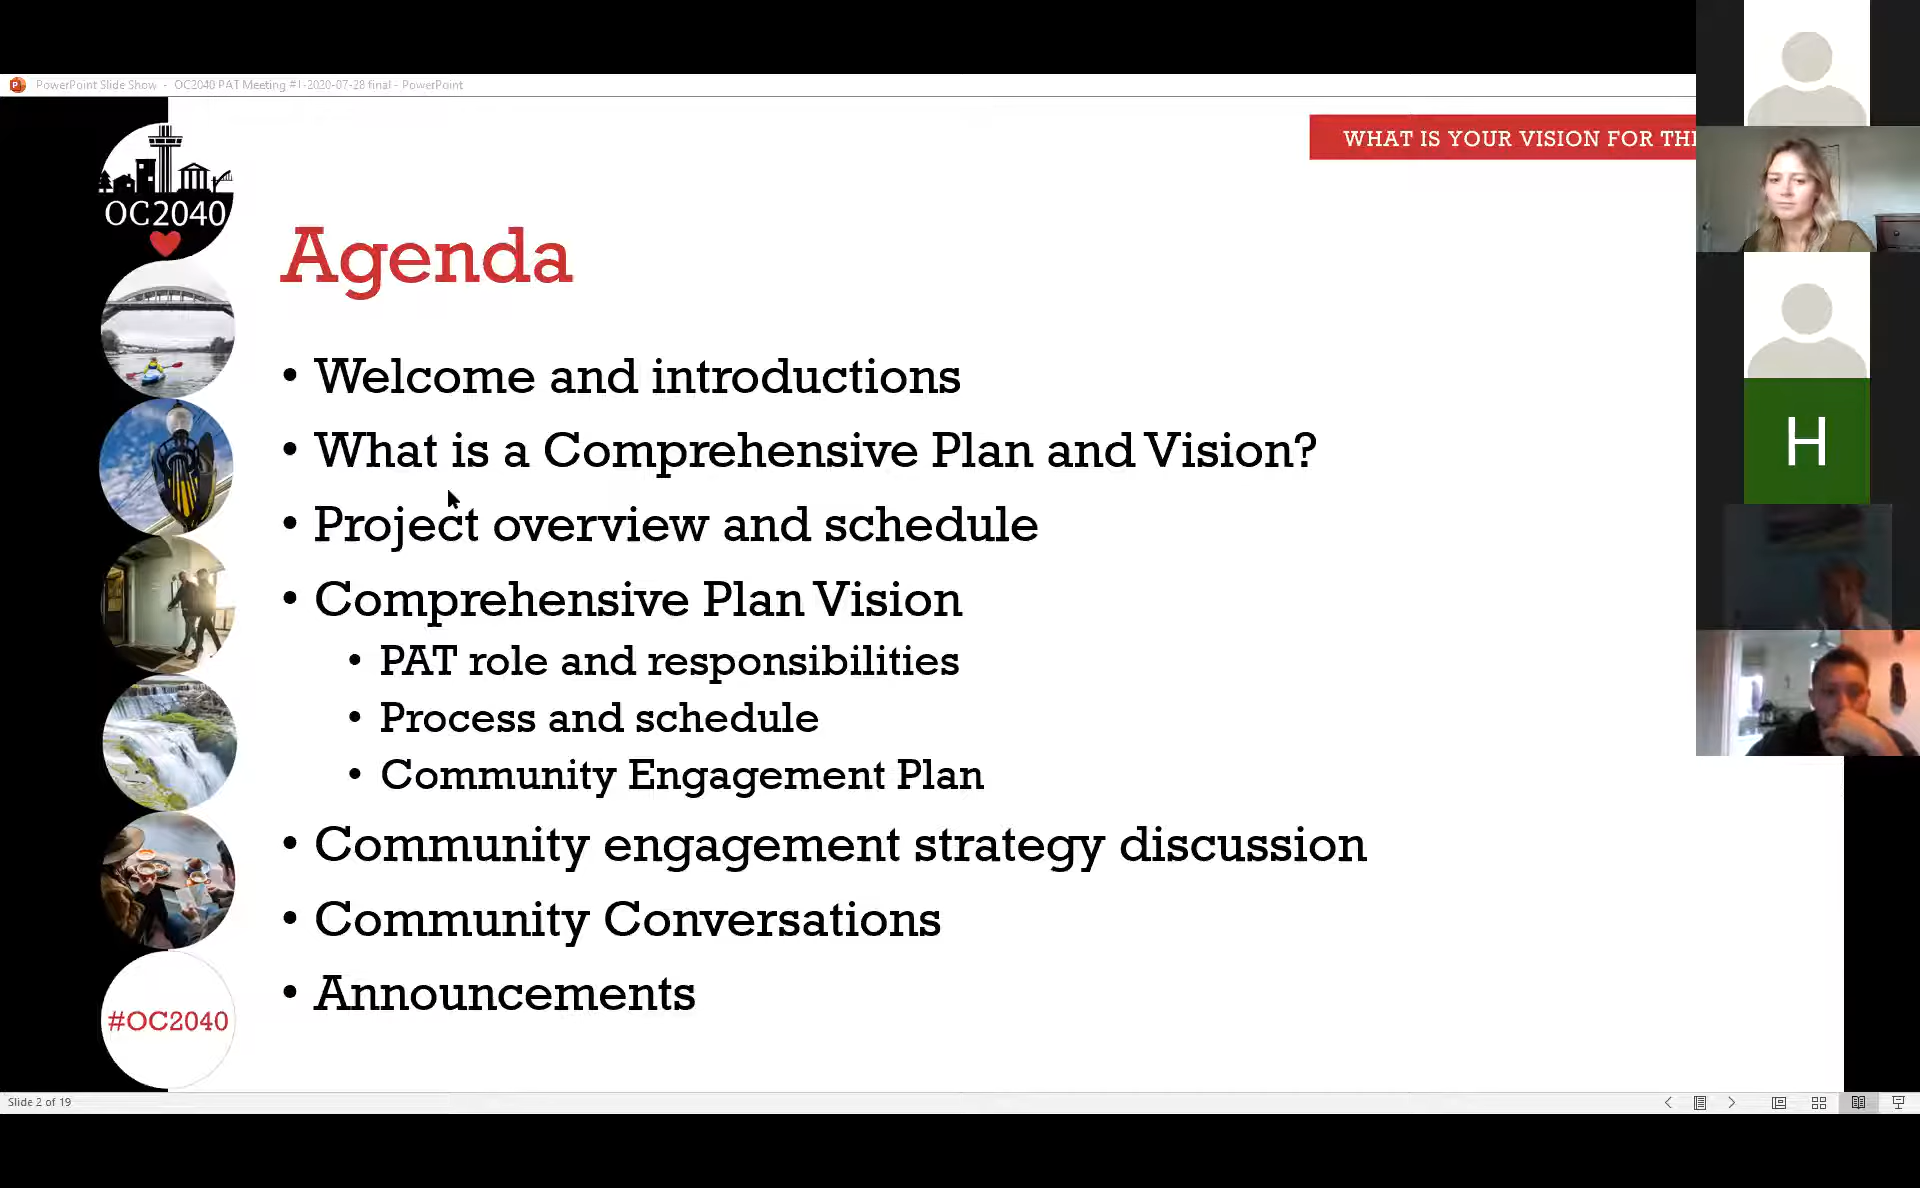 PowerPoint Slide Show - OC2040 PAT Meeting #1-2020-07-28 final - PowerPoint
WHAT IS YOUR VISION FOR TH
OC2040
Agenda
• Welcome and introductions
• What is a Comprehensive Plan and Vision?
• Project overview and schedule
• Comprehensive Plan Vision
• PAT role and responsibilities
• Process and schedule
• Community Engagement Plan
• Community engagement strategy discussion
• Community Conversations
• Announcements
#OC2040
H
Slide 2 of 19